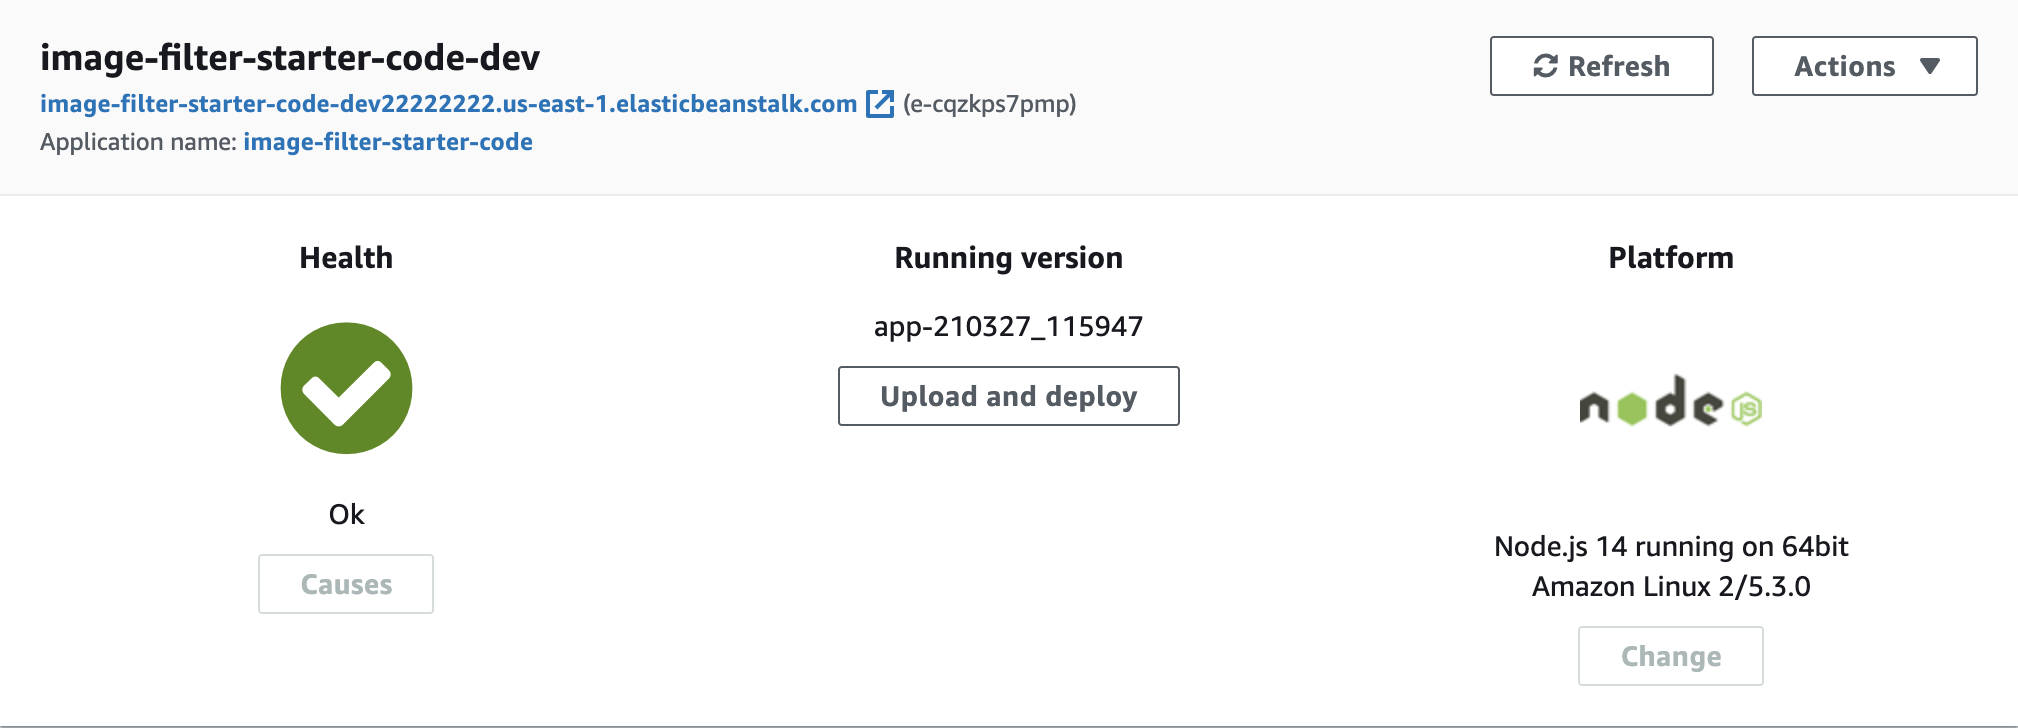 image-filter-starter-code-dev
image-filter-starter-code-dev22222222.us-east-1.elasticbeanstalk.com (e-cqzkps7pmp)
Application name: image-filter-starter-code
Refresh
Actions
Health
Ok
Causes
Running version
app-210327_115947
Upload and deploy
Platform
node JS
Node.js 14 running on 64bit
Amazon Linux 2/5.3.0
Change